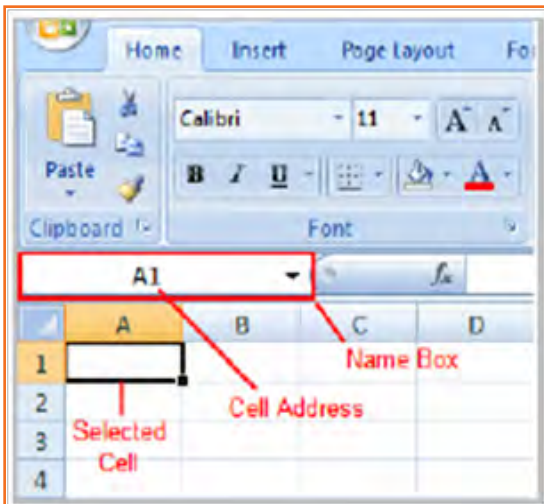 Home Insert Page Layout Fo
Calibri 11 A A
Paste B I U A
Clipboard Font
A1 fx
A B C D
1
Name Box
2 Cell Address
3 Selected
Cell
4